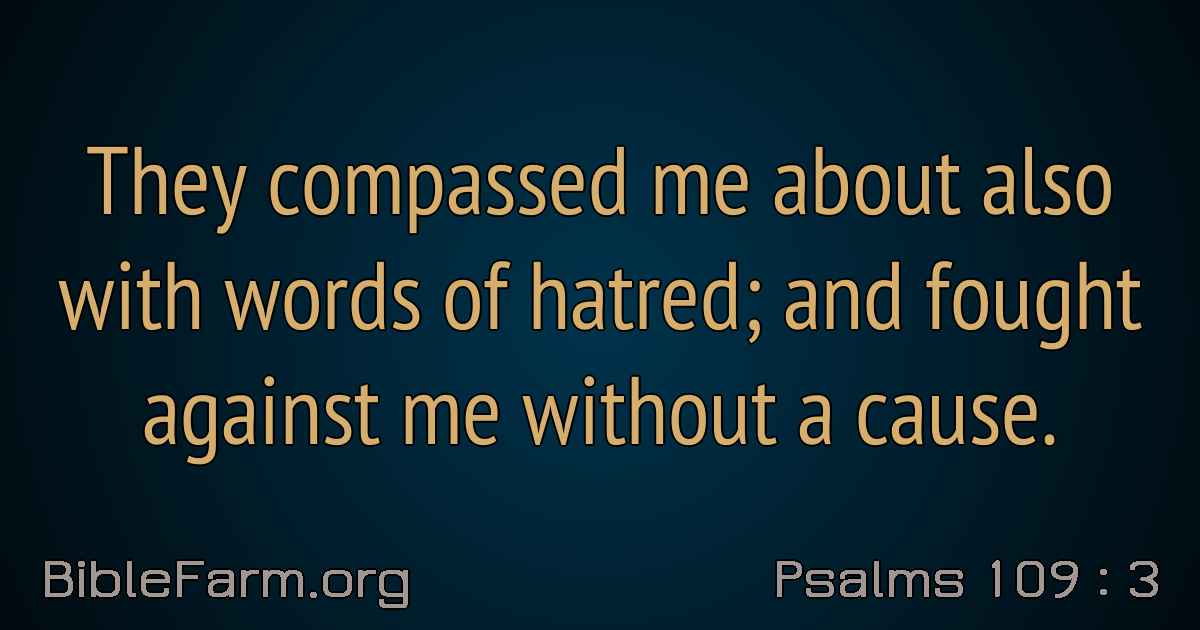 They compassed me about also
with words of hatred; and fought
against me without a cause.
BibleFarm.org
Psalms 109 : 3